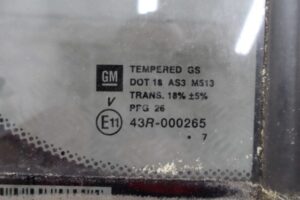 GM
TEMPERED GS
DOT 18 AS3 M513
TRANS. 18% ±5%
V
PPG 26
E11 43R-000265
• 7